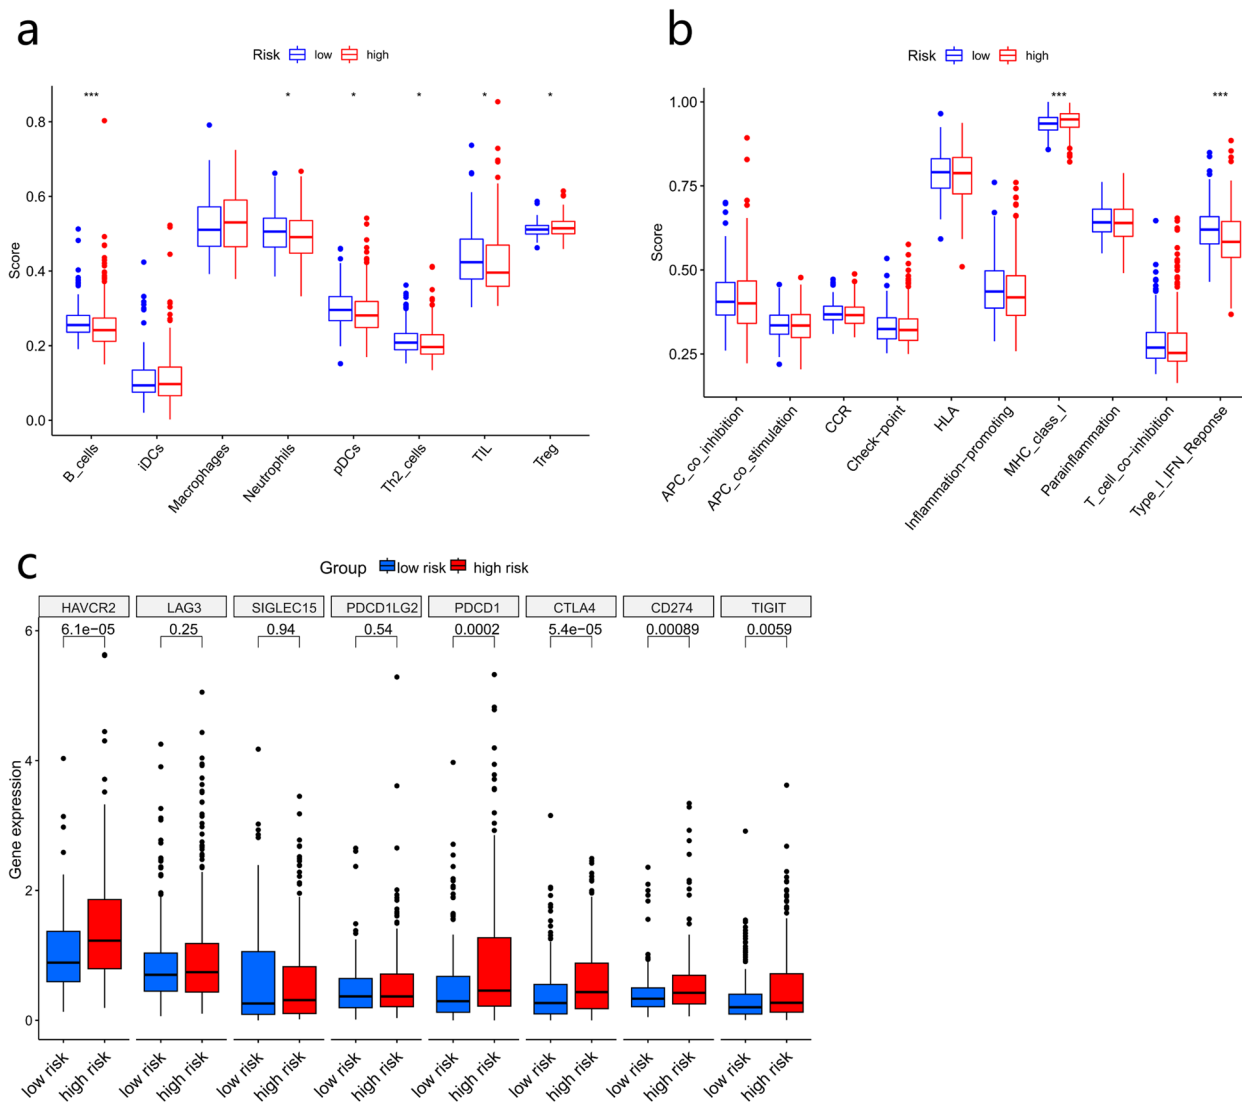 a
Risk low high
*** * * * * *
Score
0.8
0.6
0.4
0.2
0.0
B_cells
iDCs
Macrophages
Neutrophils
pDCs
Th2_cells
TIL
Treg
b
Risk low high
*** ***
Score
1.00
0.75
0.50
0.25
APC_co_inhibition
APC_co_stimulation
CCR
Check-point
HLA
Inflammation-promoting
MHC_class_I
Parainflammation
T_cell_co-inhibition
Type_I_IFN_Reponse
c
Group low risk high risk
HAVCR2 LAG3 SIGLEC15 PDCD1LG2 PDCD1 CTLA4 CD274 TIGIT
6.1e-05 0.25 0.94 0.54 0.0002 5.4e-05 0.00089 0.0059
Gene expression
6
4
2
0
low risk high risk low risk high risk low risk high risk low risk high risk low risk high risk low risk high risk low risk high risk low risk high risk